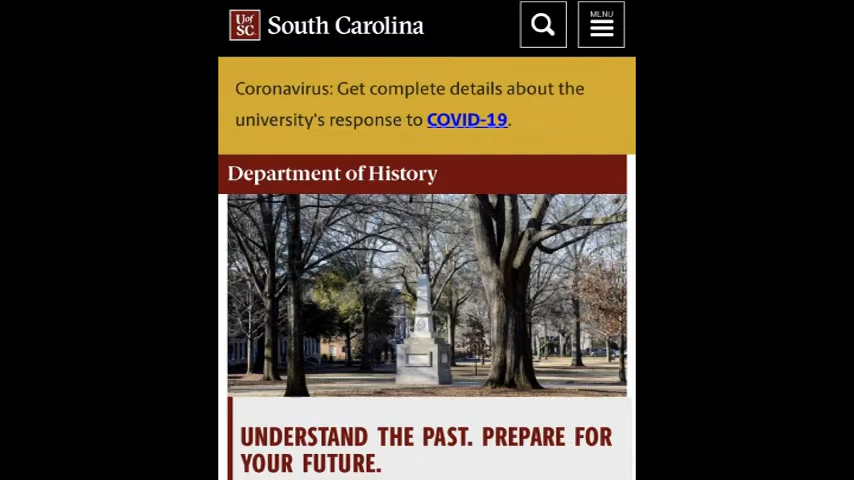 UofSC South Carolina
MENU
Coronavirus: Get complete details about the
university's response to COVID-19.
Department of History
UNDERSTAND THE PAST. PREPARE FOR
YOUR FUTURE.